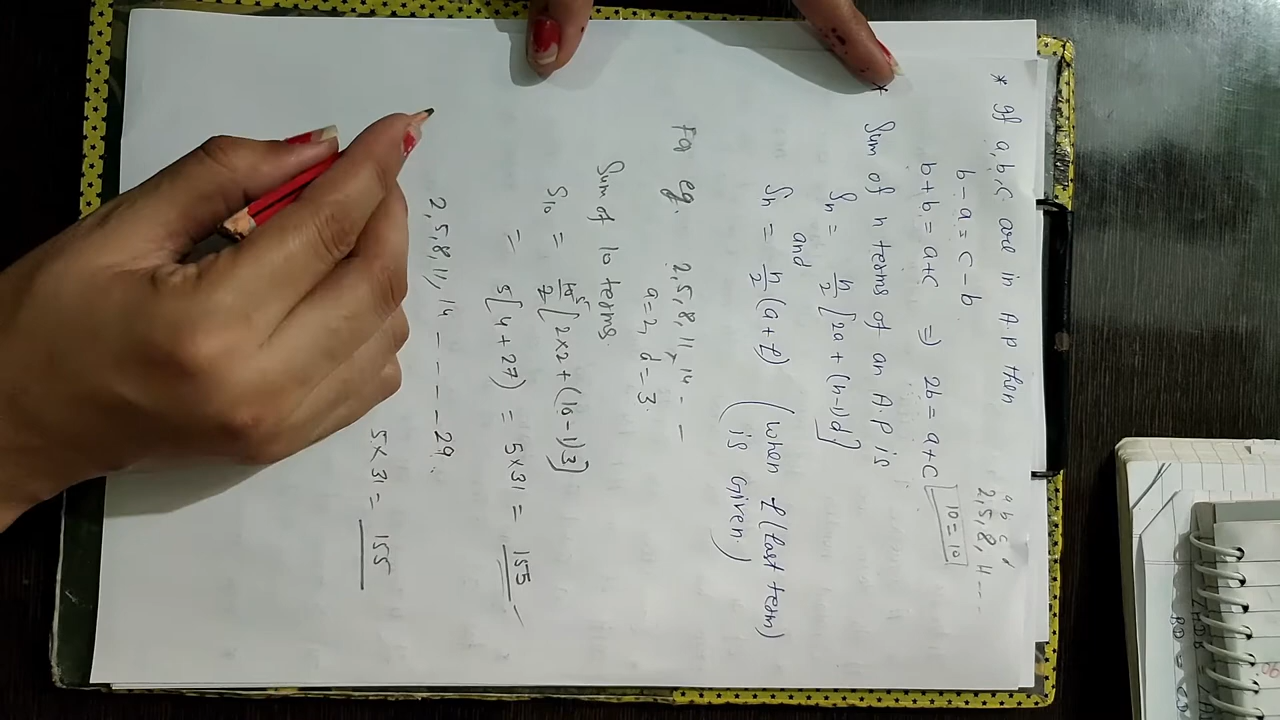 * If a, b, c are in A.P then
b - a = c - b
b + b = a + c ⇒ 2b = a + c
a b c d
2, 5, 8, 11 ---
10 = 10
* Sum of n terms of an A.P is
Sn = n/2 [2a + (n-1)d]
and
Sn = n/2 (a + l) (when l (last term) is given.)
For eg. 2, 5, 8, 11, 14 - -
a = 2, d = 3.
Sum of 10 terms.
S10 = 10/2 5 [2×2 + (10-1)3]
= 5[4 + 27) = 5 × 31 = 155
2, 5, 8, 11, 14 - - - - 29.
5 × 31 = 155